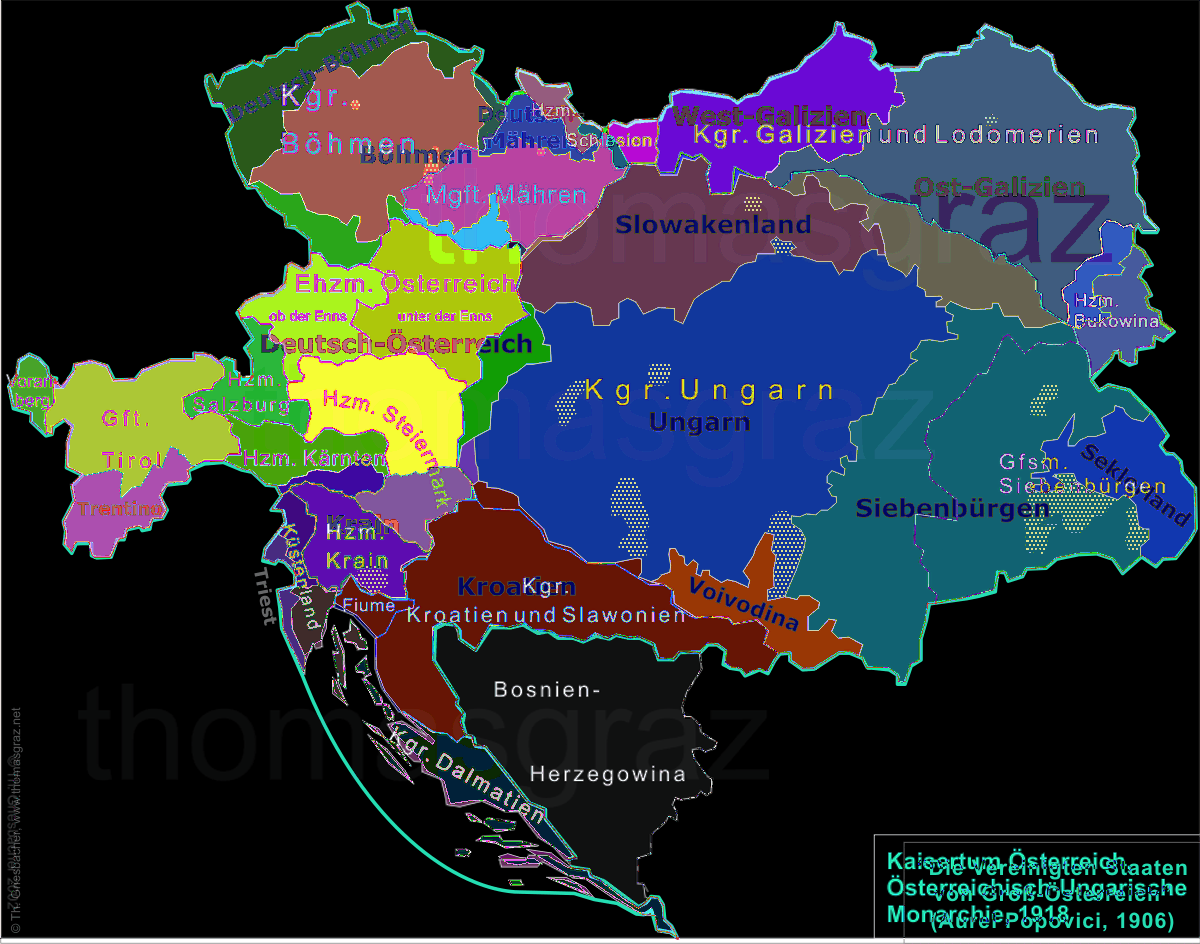 Deutsch-Böhmen
Kgr.
Böhmen
Böhmen
Deutsch-
Mähren
Hzm.
Schlesien
Mgft. Mähren
West-Galizien
Kgr. Galizien und Lodomerien
Ost-Galizien
Slowakenland
thomasgraz
Hzm.
Bukowina
Ehzm. Österreich
ob der Enns
unter der Enns
Deutsch-Österreich
Vorarl-
berg
Gft.
Tirol
Hzm.
Salzburg
Hzm. Steiermark
Hzm. Kärnten
Trentino
Krain
Hzm.
Krain
Küstenland
Triest
Fiume
Kgr. Ungarn
Ungarn
thomasgraz
Gfsm.
Siebenbürgen
Siebenbürgen
Seklerland
Kroatien
Kgr.
Kroatien und Slawonien
Voivodina
Bosnien-
Herzegowina
thomasgraz
Kgr. Dalmatien
© Th. Griesbacher, www.thomasgraz.net
Kaisertum Österreich
Österreichisch-Ungarische
Monarchie 1918
"Die Vereinigten Staaten
von Groß-Österreich"
(Aurel Popovici, 1906)